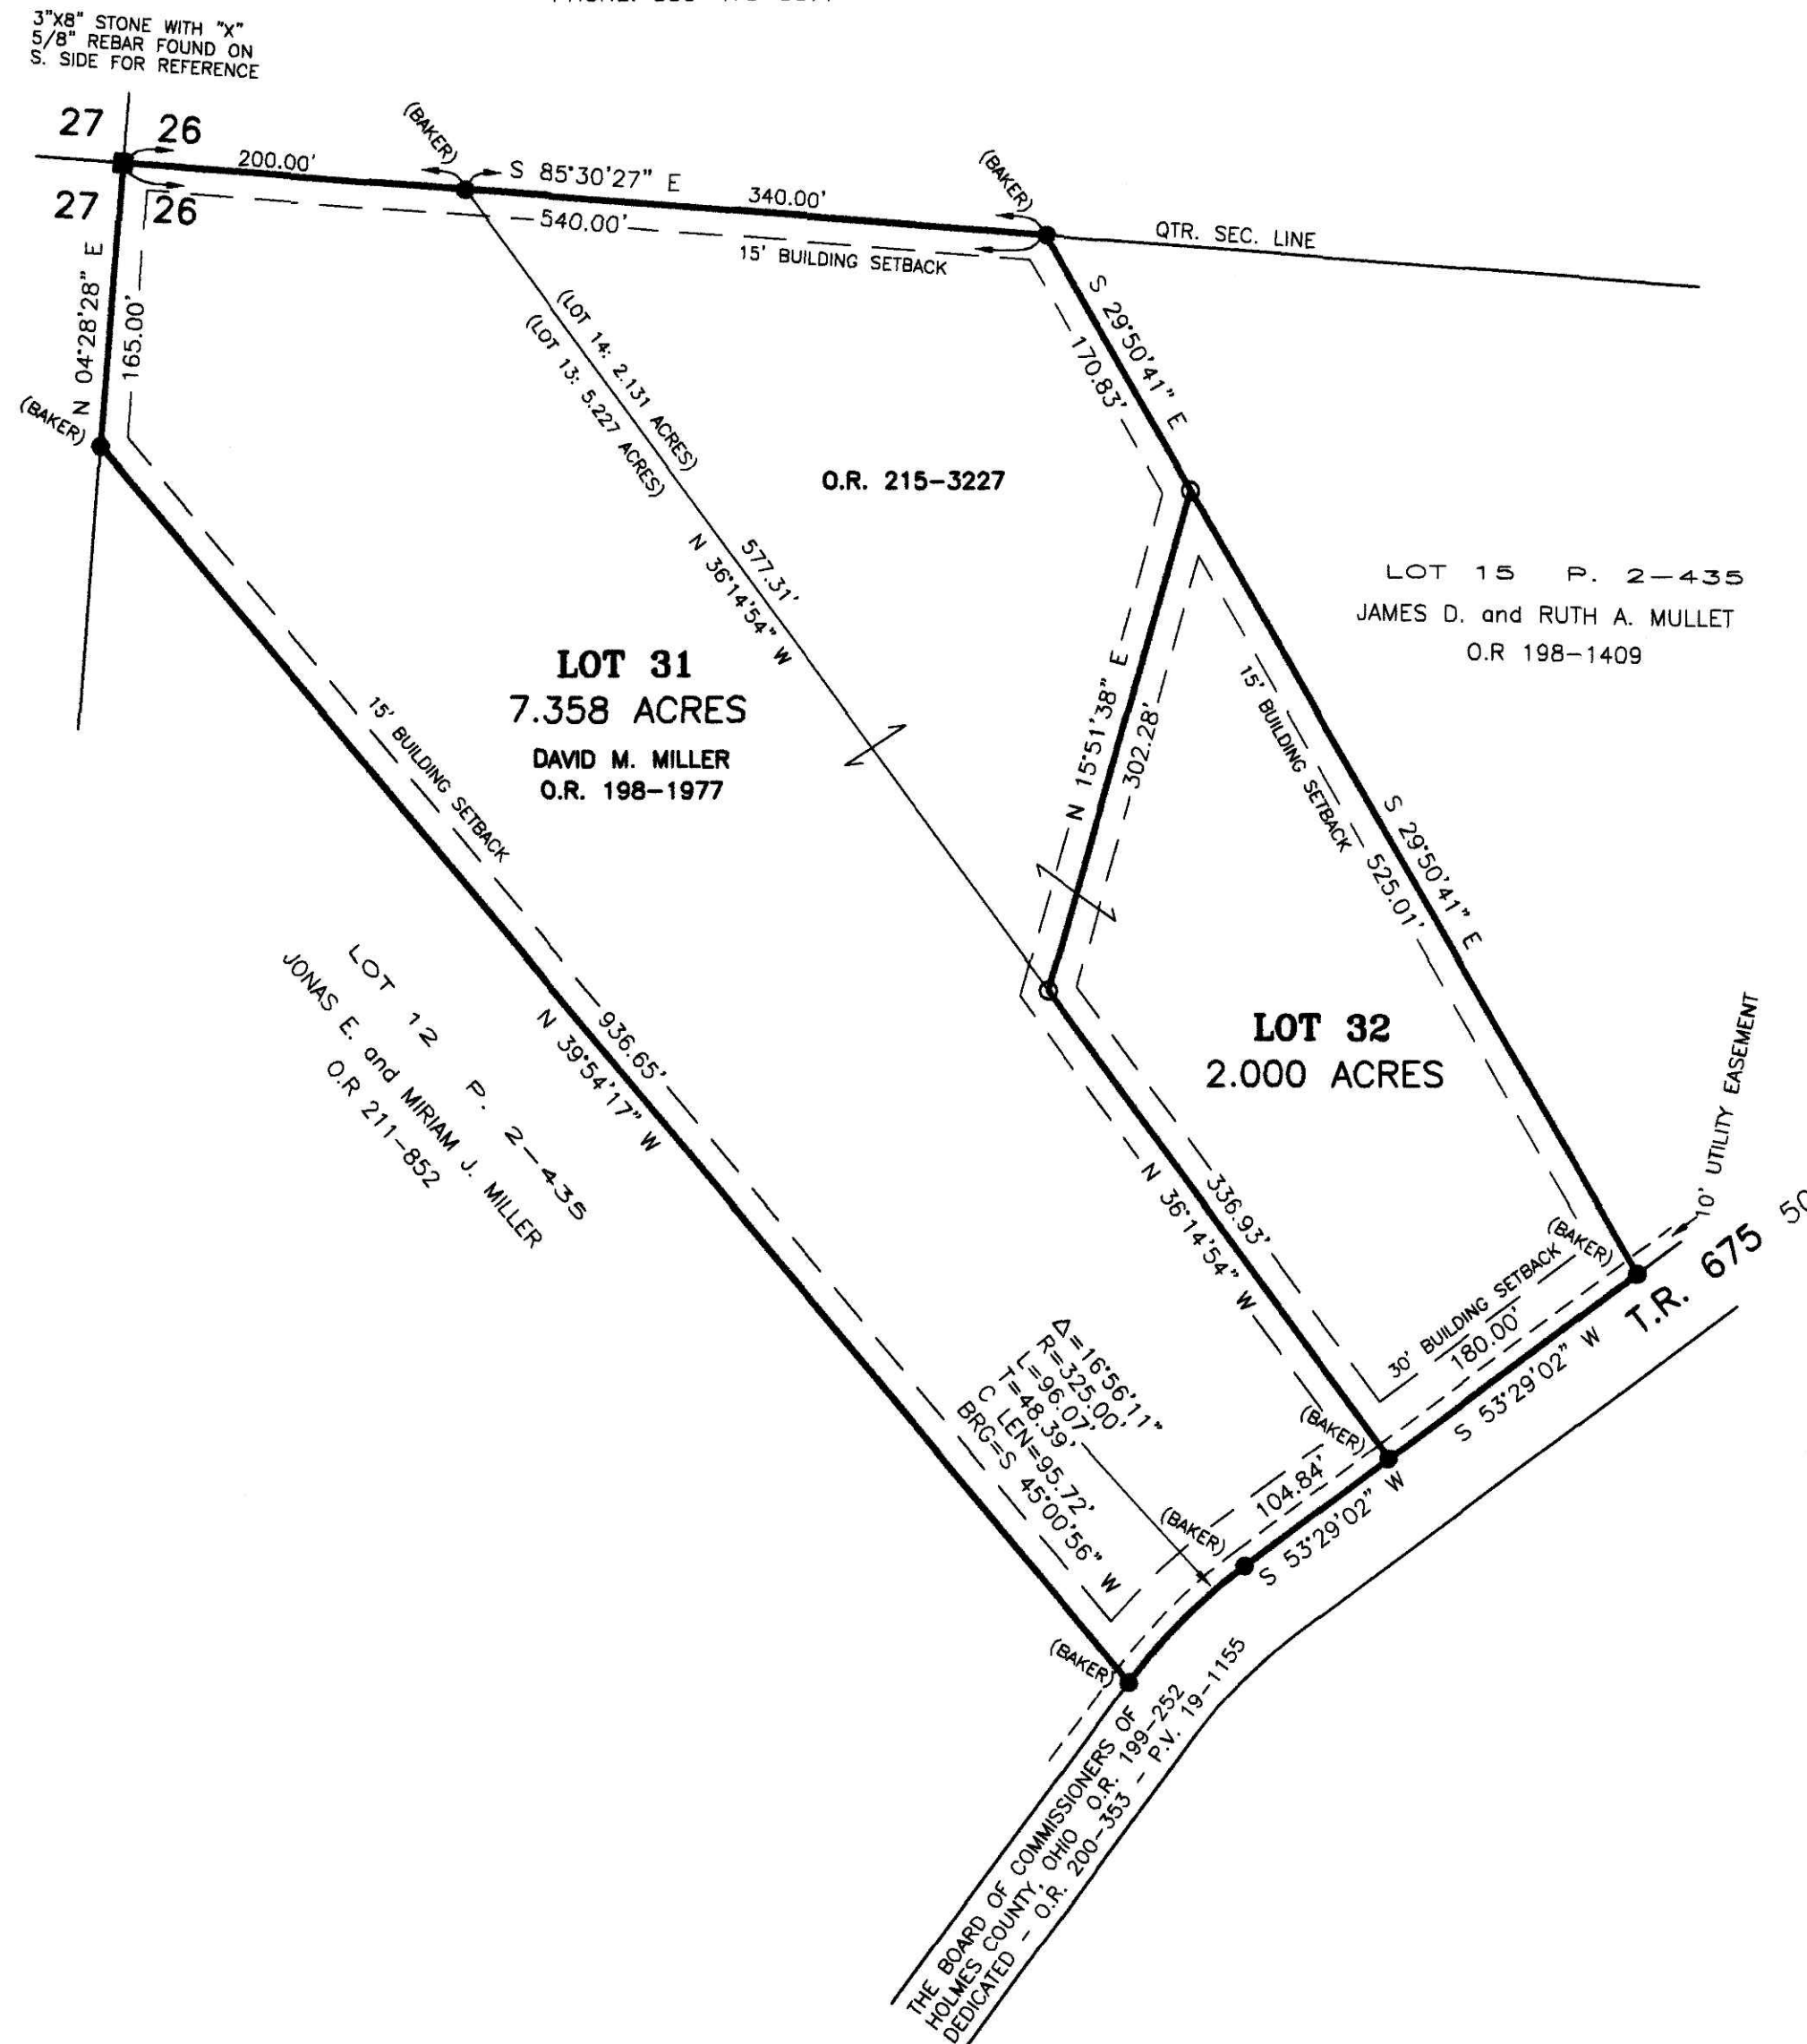 3"X8" STONE WITH "X"
5/8" REBAR FOUND ON
S. SIDE FOR REFERENCE
27
26
27
26
200.00'
(BAKER)
S 85°30'27" E
340.00'
(BAKER)
540.00'
15' BUILDING SETBACK
QTR. SEC. LINE
N 04°28'28" E
165.00'
(BAKER)
(LOT 14: 2.131 ACRES)
(LOT 13: 5.227 ACRES)
S 29°50'41" E
170.83'
O.R. 215-3227
577.31'
N 36°14'54" W
LOT 15 P. 2-435
JAMES D. and RUTH A. MULLET
O.R 198-1409
LOT 31
7.358 ACRES
DAVID M. MILLER
O.R. 198-1977
15' BUILDING SETBACK
N 15°51'38" E
302.28'
15' BUILDING SETBACK
S 29°50'41" E
525.01'
LOT 12 P. 2-435
JONAS E. and MIRIAM J. MILLER
O.R 211-852
936.65'
N 39°54'17" W
LOT 32
2.000 ACRES
10' UTILITY EASEMENT
336.93'
N 36°14'54" W
(BAKER)
30' BUILDING SETBACK
180.00'
S 53°29'02" W
T.R. 675
Δ=16°56'11"
R=325.00'
L=96.07'
T=48.39'
C LEN=95.72'
BRG=S 45°00'56" W
(BAKER)
104.84'
S 53°29'02" W
(BAKER)
(BAKER)
THE BOARD OF COMMISSIONERS OF
HOLMES COUNTY, OHIO O.R. 199-252
DEDICATED - O.R. 200-353 - P.V. 19-1155